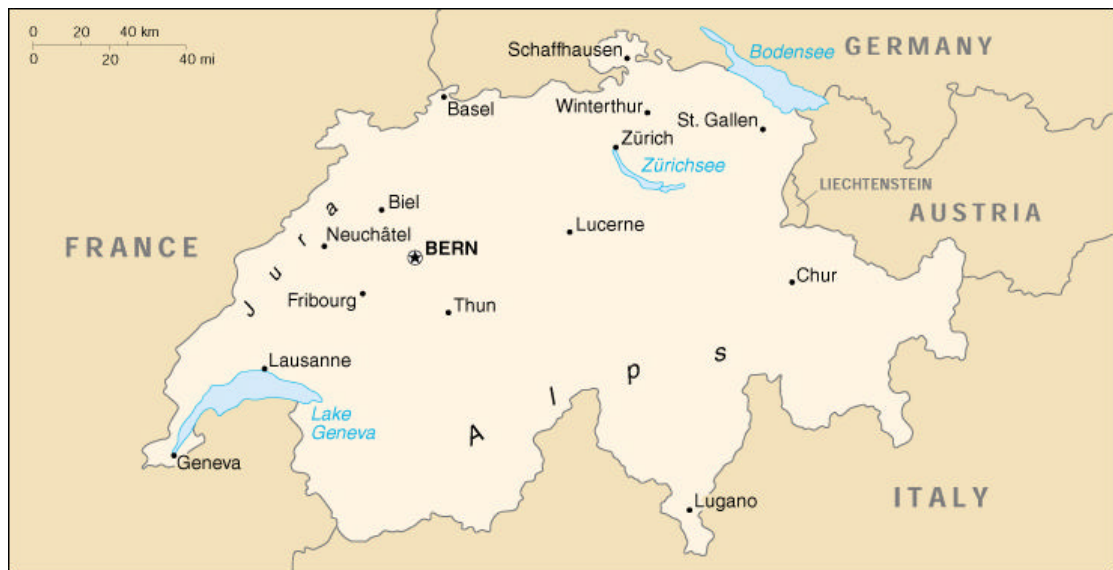 0 20 40 km
0 20 40 mi
Schaffhausen
Bodensee
GERMANY
Basel
Winterthur
St. Gallen
Zürich
Zürichsee
LIECHTENSTEIN
AUSTRIA
Biel
Jura
Neuchâtel
BERN
Lucerne
FRANCE
Fribourg
Thun
Chur
Lausanne
Alps
Lake
Geneva
Geneva
Lugano
ITALY